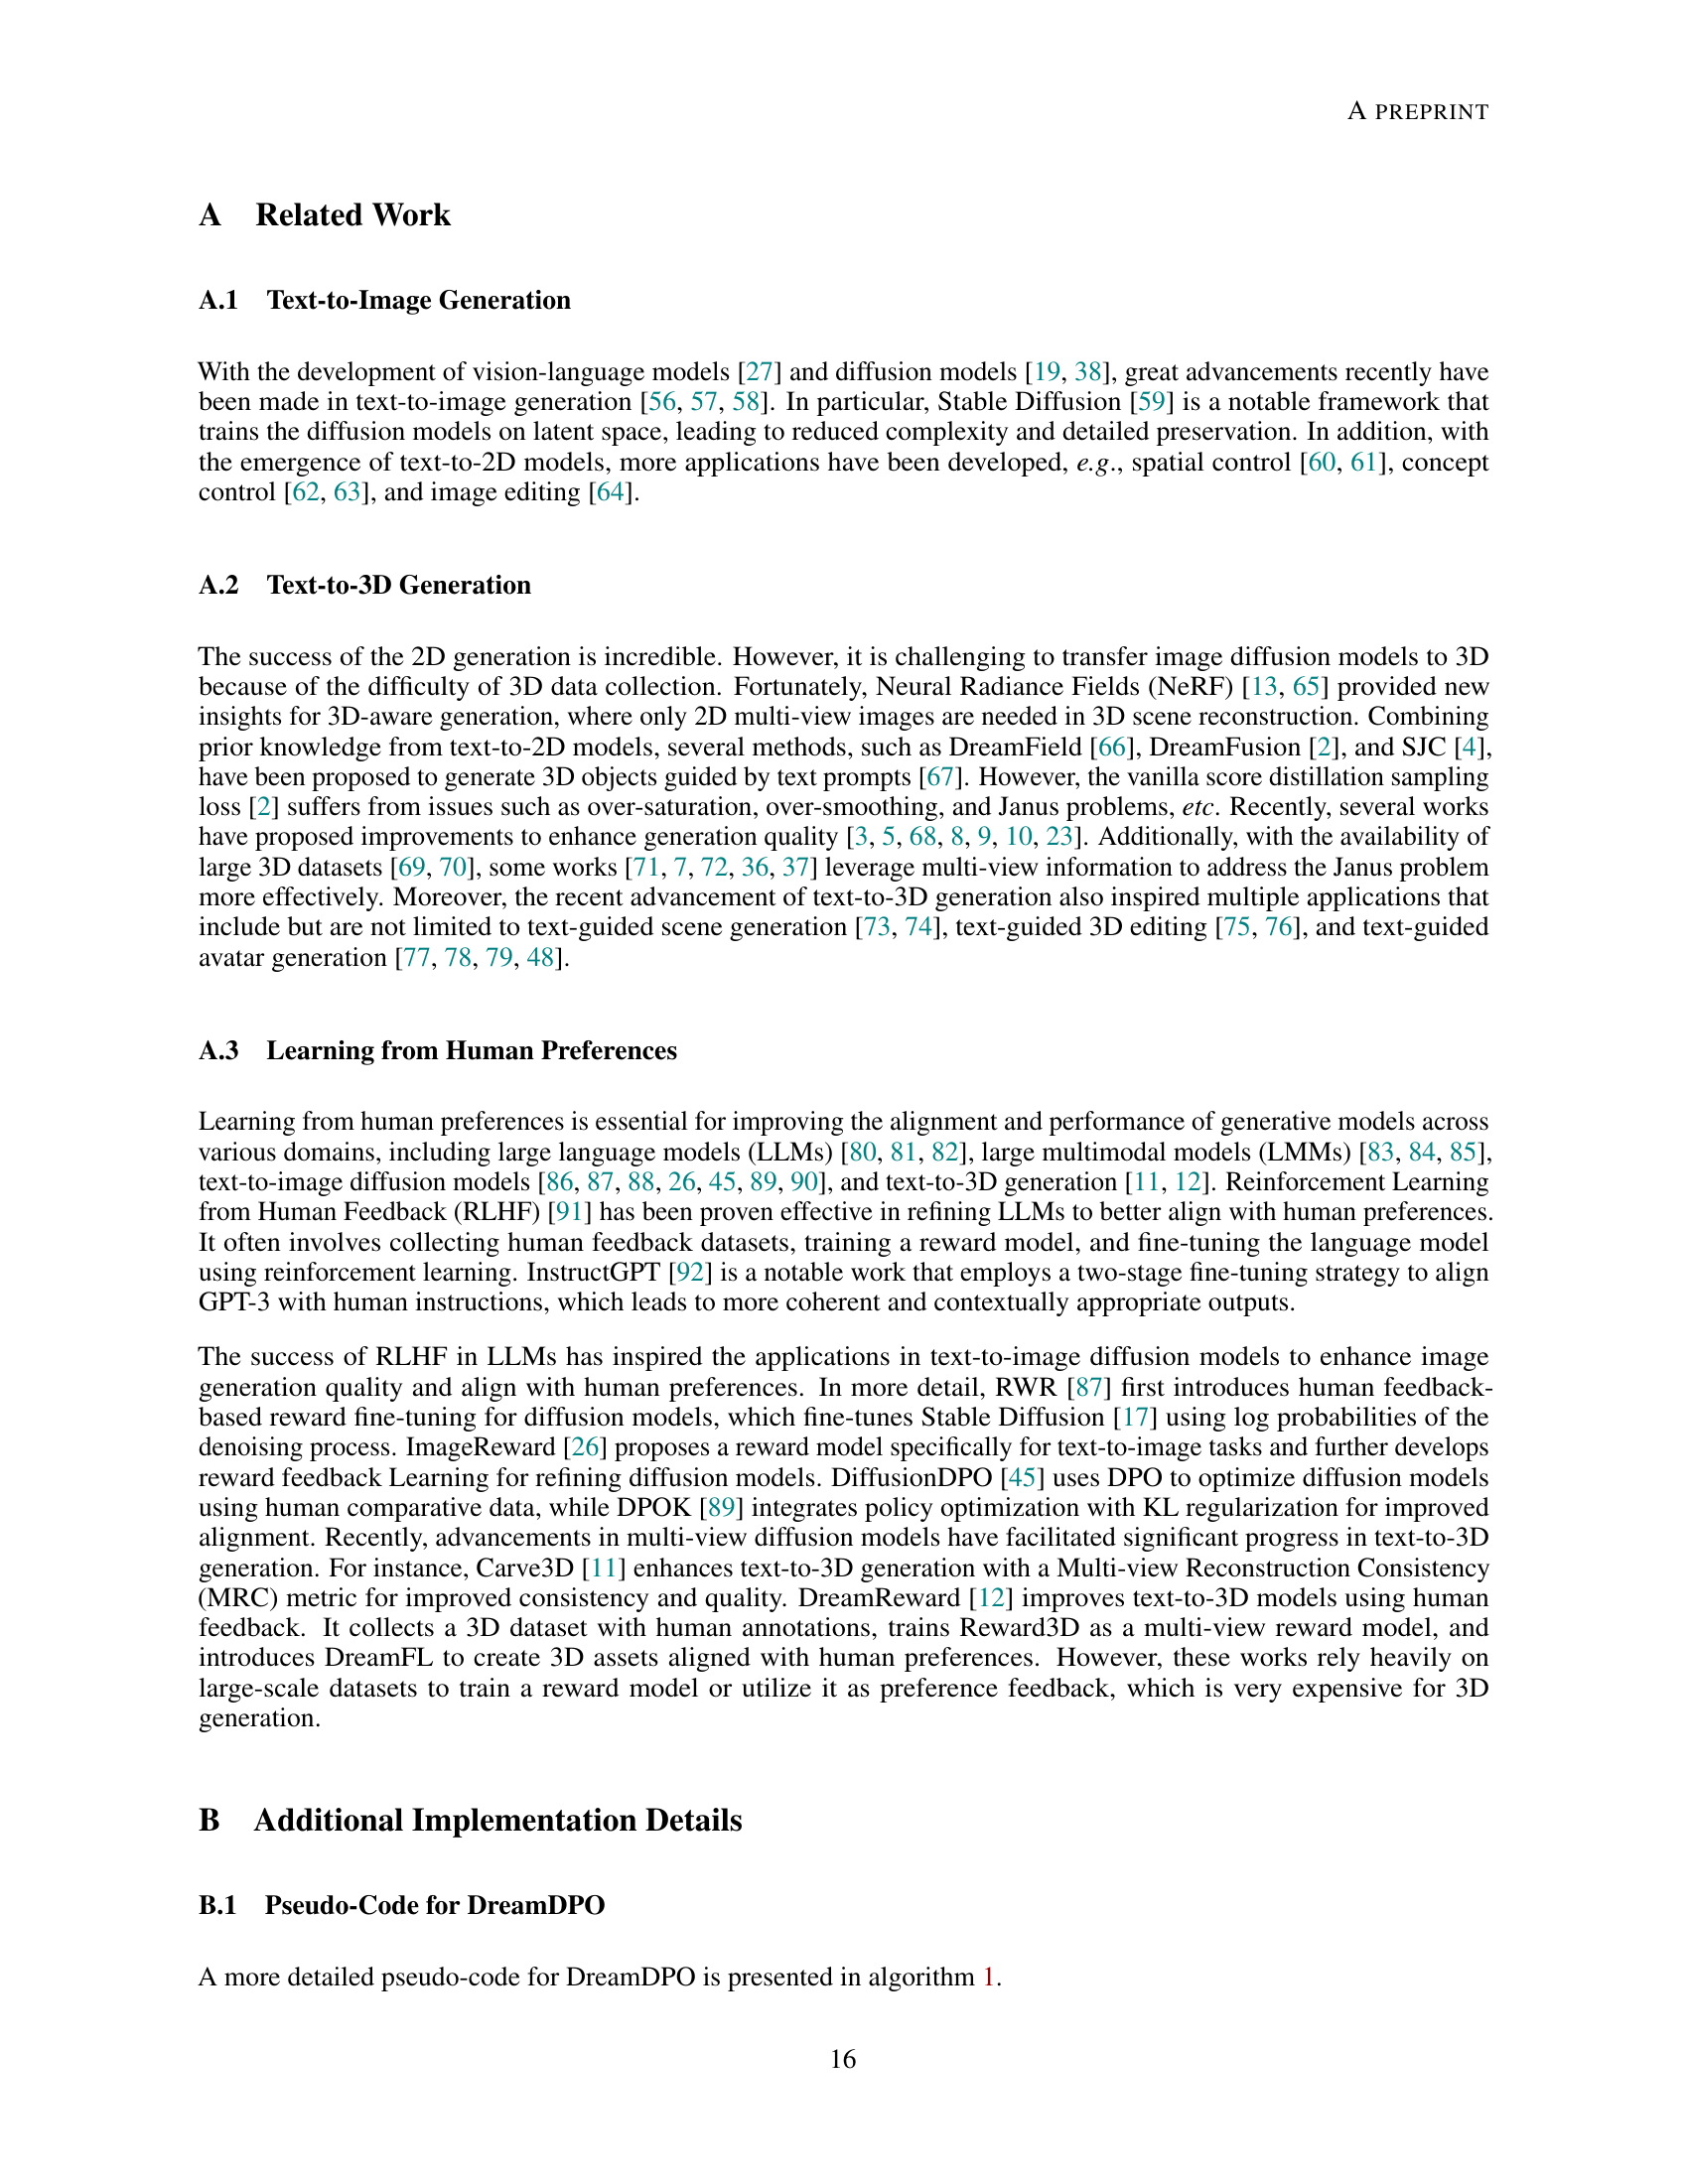 A PREPRINT
A Related Work
A.1 Text-to-Image Generation
With the development of vision-language models [27] and diffusion models [19, 38], great advancements recently have
been made in text-to-image generation [56, 57, 58]. In particular, Stable Diffusion [59] is a notable framework that
trains the diffusion models on latent space, leading to reduced complexity and detailed preservation. In addition, with
the emergence of text-to-2D models, more applications have been developed, e.g., spatial control [60, 61], concept
control [62, 63], and image editing [64].
A.2 Text-to-3D Generation
The success of the 2D generation is incredible. However, it is challenging to transfer image diffusion models to 3D
because of the difficulty of 3D data collection. Fortunately, Neural Radiance Fields (NeRF) [13, 65] provided new
insights for 3D-aware generation, where only 2D multi-view images are needed in 3D scene reconstruction. Combining
prior knowledge from text-to-2D models, several methods, such as DreamField [66], DreamFusion [2], and SJC [4],
have been proposed to generate 3D objects guided by text prompts [67]. However, the vanilla score distillation sampling
loss [2] suffers from issues such as over-saturation, over-smoothing, and Janus problems, etc. Recently, several works
have proposed improvements to enhance generation quality [3, 5, 68, 8, 9, 10, 23]. Additionally, with the availability of
large 3D datasets [69, 70], some works [71, 7, 72, 36, 37] leverage multi-view information to address the Janus problem
more effectively. Moreover, the recent advancement of text-to-3D generation also inspired multiple applications that
include but are not limited to text-guided scene generation [73, 74], text-guided 3D editing [75, 76], and text-guided
avatar generation [77, 78, 79, 48].
A.3 Learning from Human Preferences
Learning from human preferences is essential for improving the alignment and performance of generative models across
various domains, including large language models (LLMs) [80, 81, 82], large multimodal models (LMMs) [83, 84, 85],
text-to-image diffusion models [86, 87, 88, 26, 45, 89, 90], and text-to-3D generation [11, 12]. Reinforcement Learning
from Human Feedback (RLHF) [91] has been proven effective in refining LLMs to better align with human preferences.
It often involves collecting human feedback datasets, training a reward model, and fine-tuning the language model
using reinforcement learning. InstructGPT [92] is a notable work that employs a two-stage fine-tuning strategy to align
GPT-3 with human instructions, which leads to more coherent and contextually appropriate outputs.
The success of RLHF in LLMs has inspired the applications in text-to-image diffusion models to enhance image
generation quality and align with human preferences. In more detail, RWR [87] first introduces human feedback-
based reward fine-tuning for diffusion models, which fine-tunes Stable Diffusion [17] using log probabilities of the
denoising process. ImageReward [26] proposes a reward model specifically for text-to-image tasks and further develops
reward feedback Learning for refining diffusion models. DiffusionDPO [45] uses DPO to optimize diffusion models
using human comparative data, while DPOK [89] integrates policy optimization with KL regularization for improved
alignment. Recently, advancements in multi-view diffusion models have facilitated significant progress in text-to-3D
generation. For instance, Carve3D [11] enhances text-to-3D generation with a Multi-view Reconstruction Consistency
(MRC) metric for improved consistency and quality. DreamReward [12] improves text-to-3D models using human
feedback. It collects a 3D dataset with human annotations, trains Reward3D as a multi-view reward model, and
introduces DreamFL to create 3D assets aligned with human preferences. However, these works rely heavily on
large-scale datasets to train a reward model or utilize it as preference feedback, which is very expensive for 3D
generation.
B Additional Implementation Details
B.1 Pseudo-Code for DreamDPO
A more detailed pseudo-code for DreamDPO is presented in algorithm 1.
16